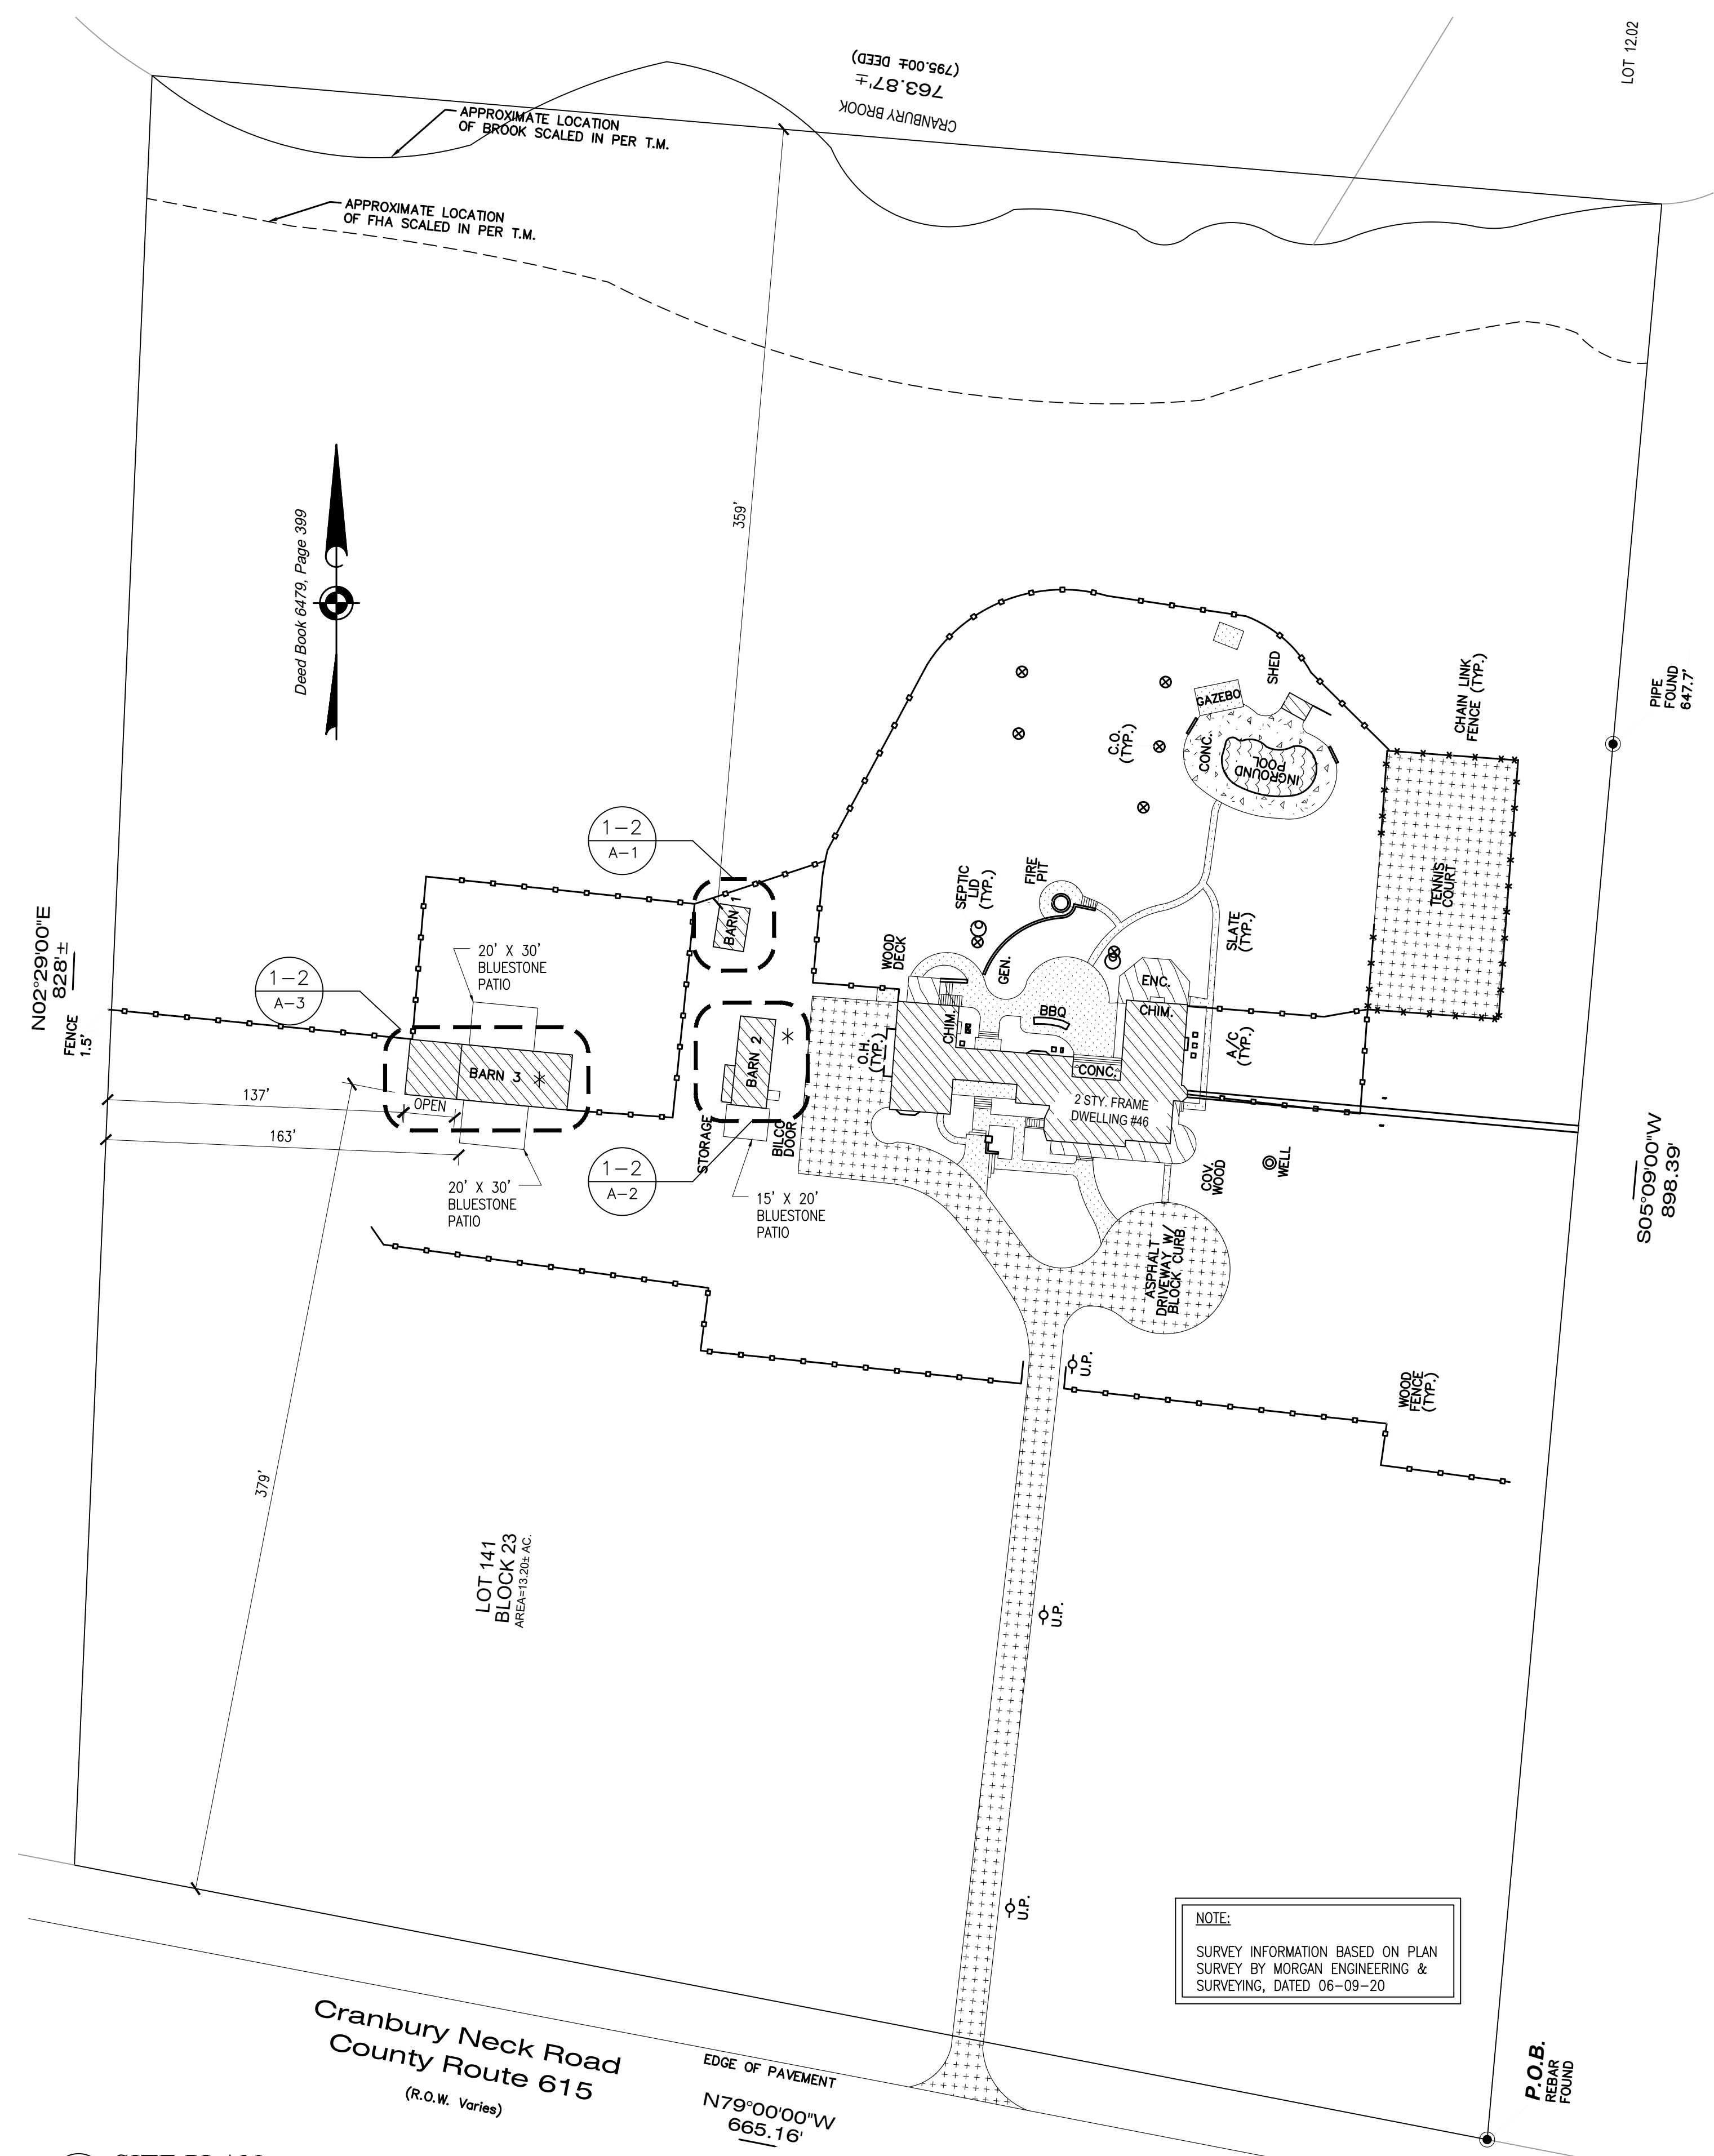 LOT 12.02
(795.00± DEED)
763.87'±
CRANBURY BROOK
APPROXIMATE LOCATION
OF BROOK SCALED IN PER T.M.
APPROXIMATE LOCATION
OF FHA SCALED IN PER T.M.
359'
Deed Book 6479, Page 399
PIPE
FOUND
647.7'
CHAIN LINK
FENCE (TYP.)
SHED
GAZEBO
CONC.
INGROUND
POOL
C.O.
(TYP.)
1-2
A-1
BARN 1
SEPTIC
LID
(TYP.)
FIRE
PIT
TENNIS
COURT
SLATE
(TYP.)
WOOD
DECK
GEN.
ENC.
CHIM.
BBQ
CHIM.
O.H.
(TYP.)
CONC.
A/C
(TYP.)
2 STY. FRAME
DWELLING #46
N02°29'00"E
828'±
FENCE
1.5'
1-2
A-3
20' X 30'
BLUESTONE
PATIO
BARN 3
OPEN
137'
163'
20' X 30'
BLUESTONE
PATIO
BARN 2
STORAGE
BILCO
DOOR
1-2
A-2
15' X 20'
BLUESTONE
PATIO
COV.
WOOD
WELL
S05°09'00"W
898.39'
ASPHALT
DRIVEWAY W/
BLOCK CURB
U.P.
WOOD
FENCE
(TYP.)
379'
LOT 141
BLOCK 23
AREA=13.20± AC.
U.P.
U.P.
NOTE:
SURVEY INFORMATION BASED ON PLAN
SURVEY BY MORGAN ENGINEERING &
SURVEYING, DATED 06-09-20
Cranbury Neck Road
County Route 615
(R.O.W. Varies)
EDGE OF PAVEMENT
N79°00'00"W
665.16'
P.O.B.
REBAR
FOUND
SITE PLAN